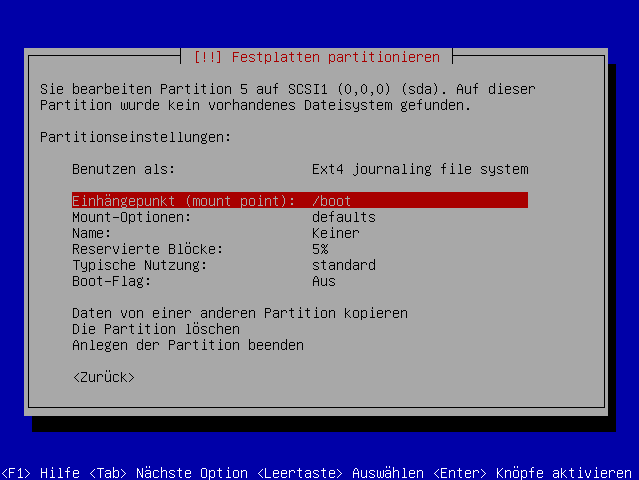 [!!] Festplatten partitionieren
Sie bearbeiten Partition 5 auf SCSI1 (0,0,0) (sda). Auf dieser
Partition wurde kein vorhandenes Dateisystem gefunden.
Partitionseinstellungen:
Benutzen als: Ext4 journaling file system
Einhängepunkt (mount point): /boot
Mount-Optionen: defaults
Name: Keiner
Reservierte Blöcke: 5%
Typische Nutzung: standard
Boot-Flag: Aus
Daten von einer anderen Partition kopieren
Die Partition löschen
Anlegen der Partition beenden
<Zurück>
<F1> Hilfe <Tab> Nächste Option <Leertaste> Auswählen <Enter> Knöpfe aktivieren